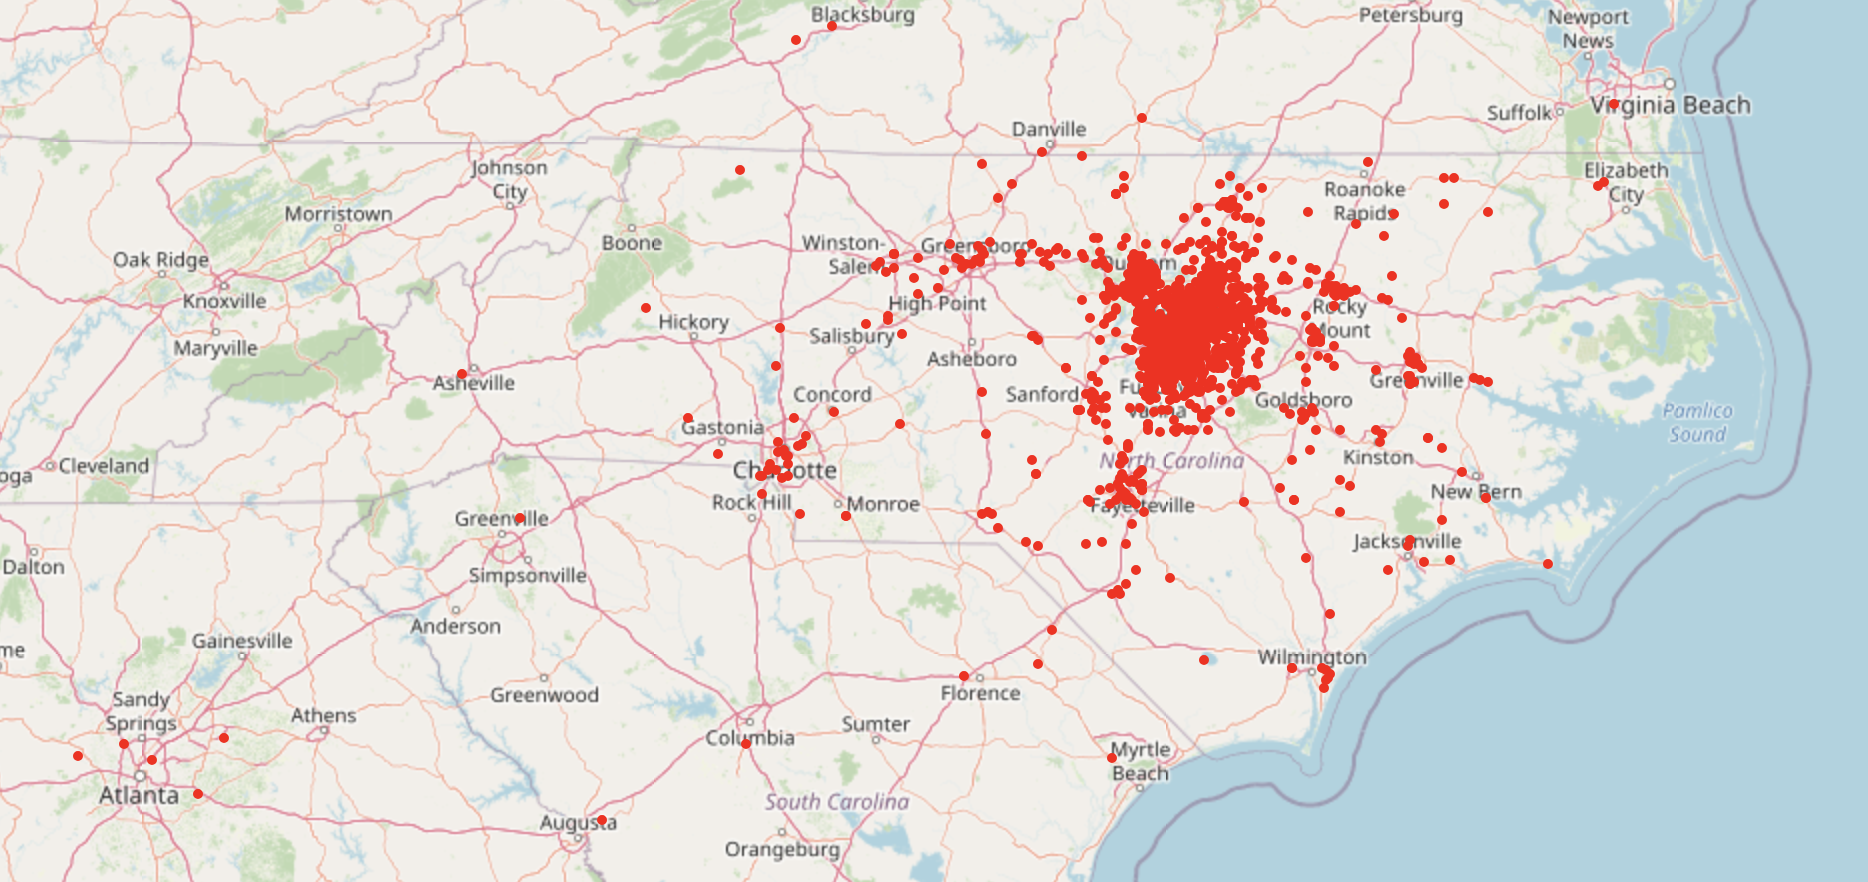 Blacksburg
Petersburg
Newport
News
Virginia Beach
Suffolk
Danville
Johnson
City
Elizabeth
City
Roanoke
Rapids
Morristown
Boone
Winston-
Salem
Greensboro
Durham
Oak Ridge
Knoxville
High Point
Rocky
Mount
Hickory
Salisbury
Maryville
Asheboro
Asheville
Concord
Sanford
Greenville
Goldsboro
Varina
Pamlico
Sound
Gastonia
Cleveland
oga
Charlotte
North Carolina
Kinston
New Bern
Rock Hill
Monroe
Fayetteville
Greenville
Jacksonville
Dalton
Simpsonville
Anderson
Gainesville
me
Wilmington
Greenwood
Florence
Sandy
Springs
Athens
Sumter
Columbia
Myrtle
Beach
Atlanta
South Carolina
Augusta
Orangeburg